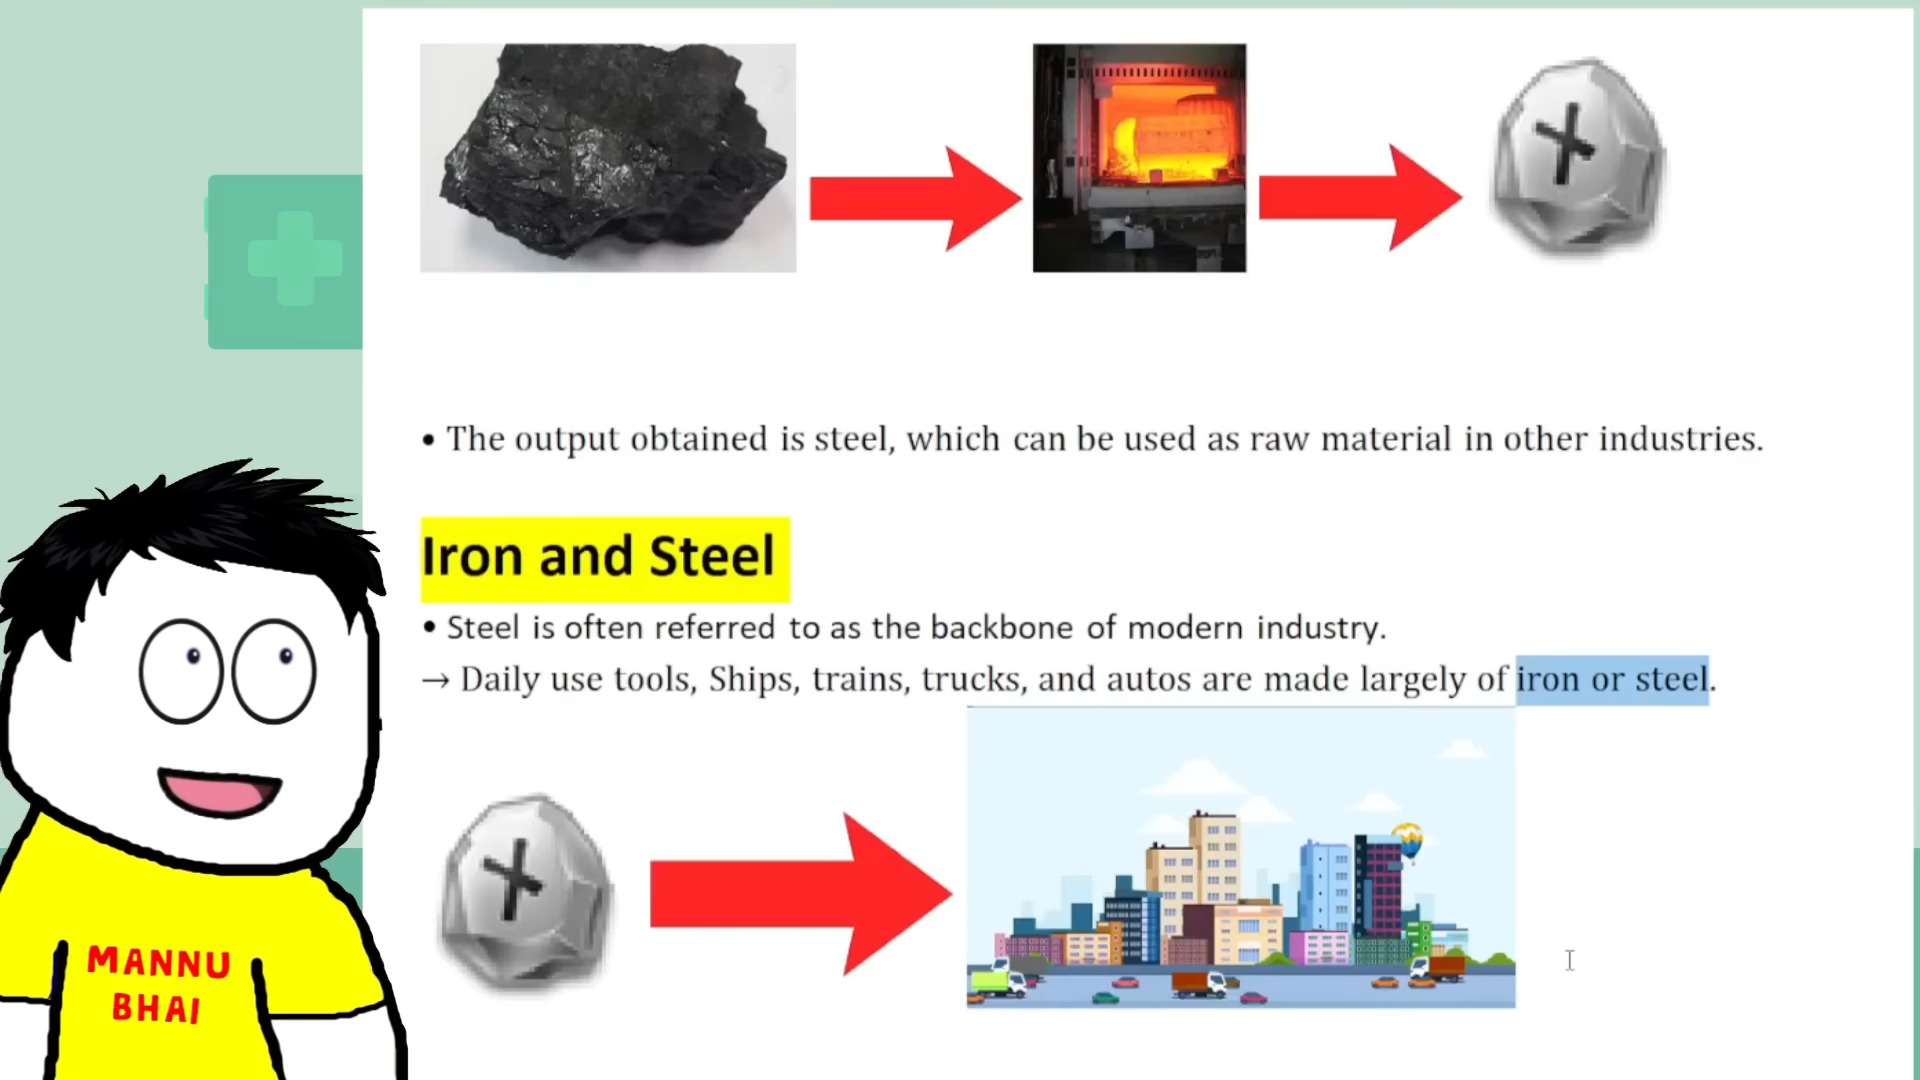 • The output obtained is steel, which can be used as raw material in other industries.
Iron and Steel
• Steel is often referred to as the backbone of modern industry.
→ Daily use tools, Ships, trains, trucks, and autos are made largely of iron or steel.
MANNU
BHAI